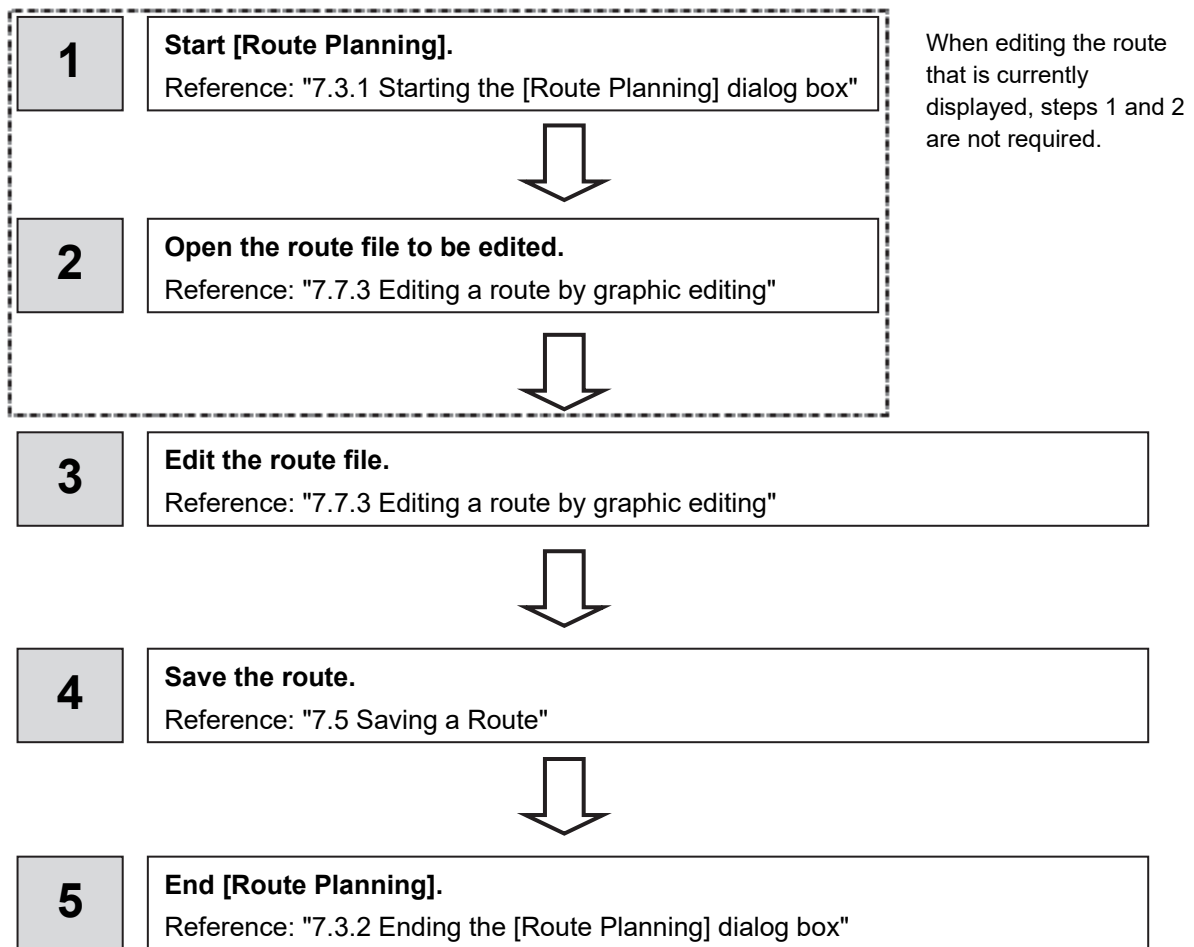 1
Start [Route Planning].
Reference: "7.3.1 Starting the [Route Planning] dialog box"
When editing the route
that is currently
displayed, steps 1 and 2
are not required.
2
Open the route file to be edited.
Reference: "7.7.3 Editing a route by graphic editing"
3
Edit the route file.
Reference: "7.7.3 Editing a route by graphic editing"
4
Save the route.
Reference: "7.5 Saving a Route"
5
End [Route Planning].
Reference: "7.3.2 Ending the [Route Planning] dialog box"